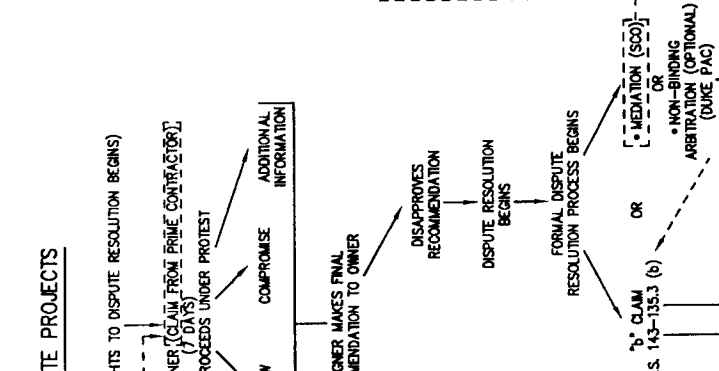 TE PROJECTS
HTS TO DISPUTE RESOLUTION BEGINS)
NER (CLAIM FROM PRIME CONTRACTOR)
(7 DAYS)
ROCEEDS UNDER PROTEST
W
COMPROMISE
ADDITIONAL
INFORMATION
GNER MAKES FINAL
MENDATION TO OWNER
DISAPPROVES
RECOMMENDATION
DISPUTE RESOLUTION
BEGINS
FORMAL DISPUTE
RESOLUTION PROCESS BEGINS
"b" CLAIM
.S. 143-135.3 (b)
OR
• MEDIATION (SCO)
OR
• NON-BINDING
ARBITRATION (OPTIONAL)
(DUKE PAC)